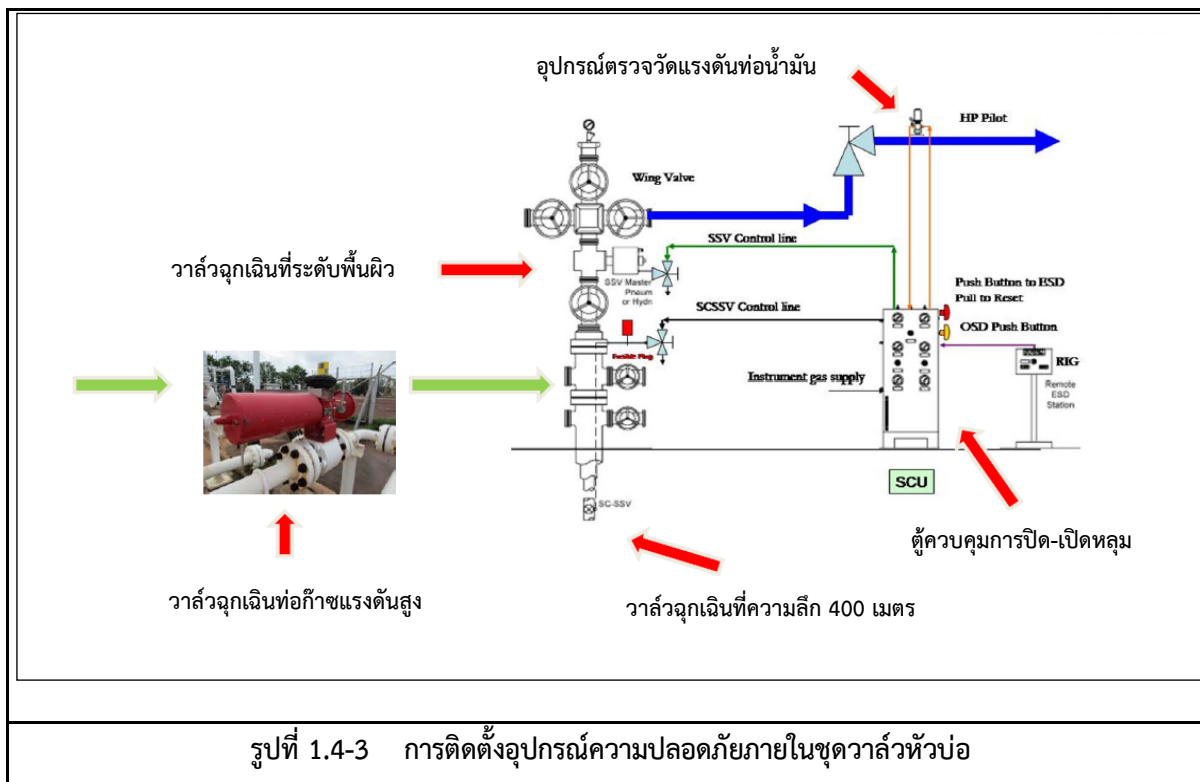 อุปกรณ์ตรวจวัดแรงดันท่อน้ำมัน
HP Pilot
Wing Valve
SSV Control line
วาล์วฉุกเฉินที่ระดับพื้นผิว
SSV Master
Pneum
or Hydr
Push Button to ESD
Pull to Reset
SCSSV Control line
OSD Push Button
Fusible Plug
RIG
Instrument gas supply
Remote
ESD
Station
SCU
SC-SSV
ตู้ควบคุมการปิด-เปิดหลุม
วาล์วฉุกเฉินท่อก๊าซแรงดันสูง
วาล์วฉุกเฉินที่ความลึก 400 เมตร
รูปที่ 1.4-3 การติดตั้งอุปกรณ์ความปลอดภัยภายในชุดวาล์วหัวบ่อ